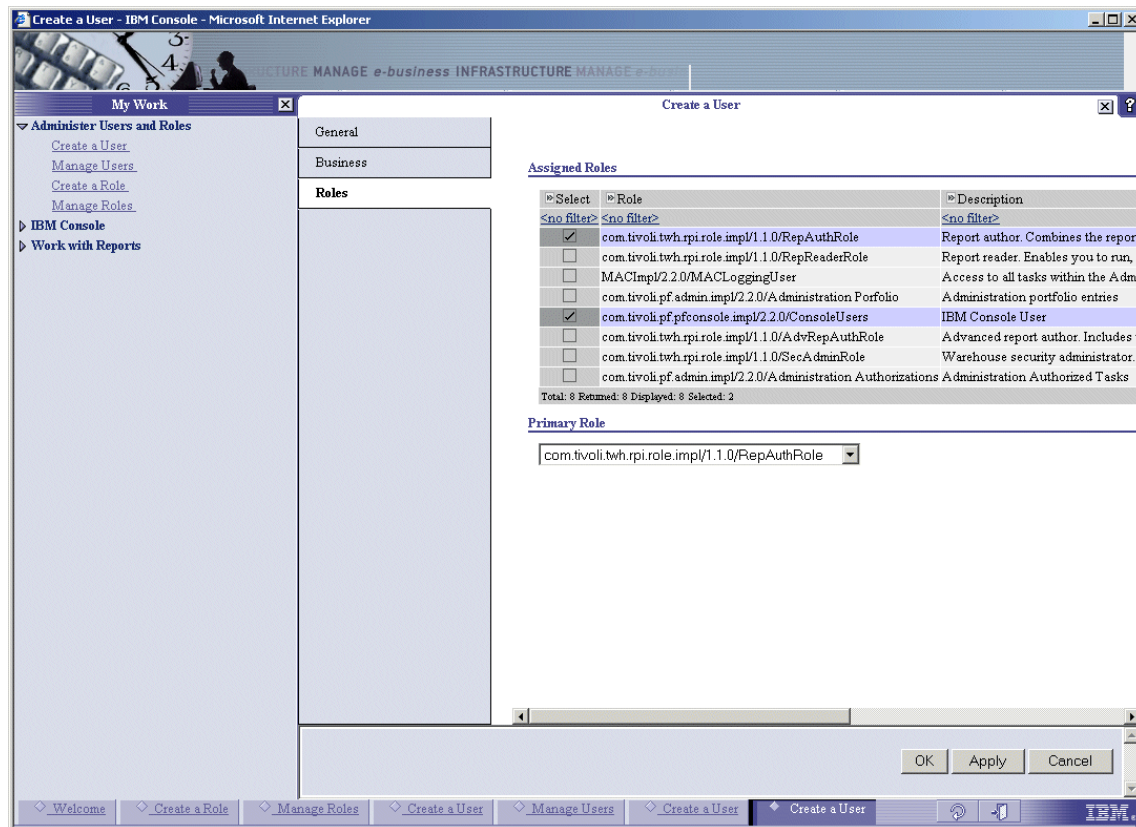 Create a User - IBM Console - Microsoft Internet Explorer
3
4
5
6
UCTURE MANAGE e-business INFRASTRUCTURE MANAGE e-busin
My Work
Create a User
?
Administer Users and Roles
Create a User
Manage Users
Create a Role
Manage Roles
IBM Console
Work with Reports
General
Business
Roles
Assigned Roles
Select Role Description
<no filter> <no filter> <no filter>
com.tivoli.twh.rpi.role.impl/1.1.0/RepAuthRole Report author. Combines the repor
com.tivoli.twh.rpi.role.impl/1.1.0/RepReaderRole Report reader. Enables you to run,
MACImpl/2.2.0/MACLoggingUser Access to all tasks within the Adm
com.tivoli.pf.admin.impl/2.2.0/Administration Porfolio Administration portfolio entries
com.tivoli.pf.pfconsole.impl/2.2.0/ConsoleUsers IBM Console User
com.tivoli.twh.rpi.role.impl/1.1.0/AdvRepAuthRole Advanced report author. Includes
com.tivoli.twh.rpi.role.impl/1.1.0/SecAdminRole Warehouse security administrator.
com.tivoli.pf.admin.impl/2.2.0/Administration Authorizations Administration Authorized Tasks
Total: 8 Returned: 8 Displayed: 8 Selected: 2
Primary Role
com.tivoli.twh.rpi.role.impl/1.1.0/RepAuthRole
OK Apply Cancel
Welcome Create a Role Manage Roles Create a User Manage Users Create a User Create a User IBM.